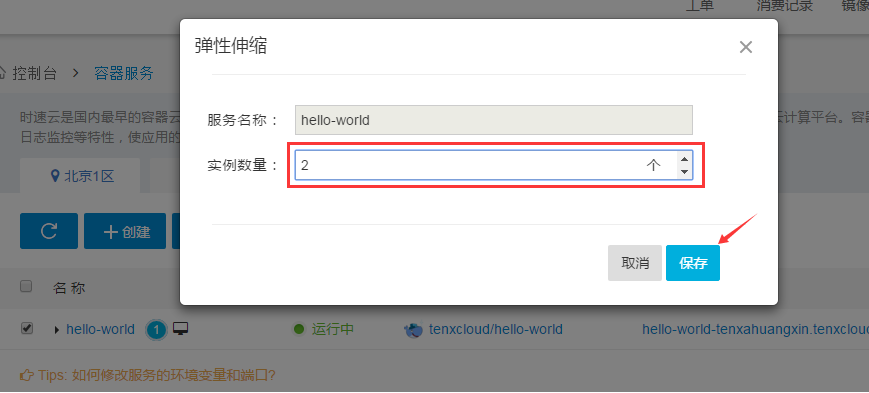 工单 消费记录 镜像
弹性伸缩 ×
控制台 > 容器服务
时速云是国内最早的容器云
云计算平台。容器
服务名称： hello-world
日志监控等特性，使应用的
实例数量： 2 个
北京1区
创建
取消 保存
名称
hello-world 1 运行中 tenxcloud/hello-world hello-world-tenxahuangxin.tenxcloud
Tips: 如何修改服务的环境变量和端口?